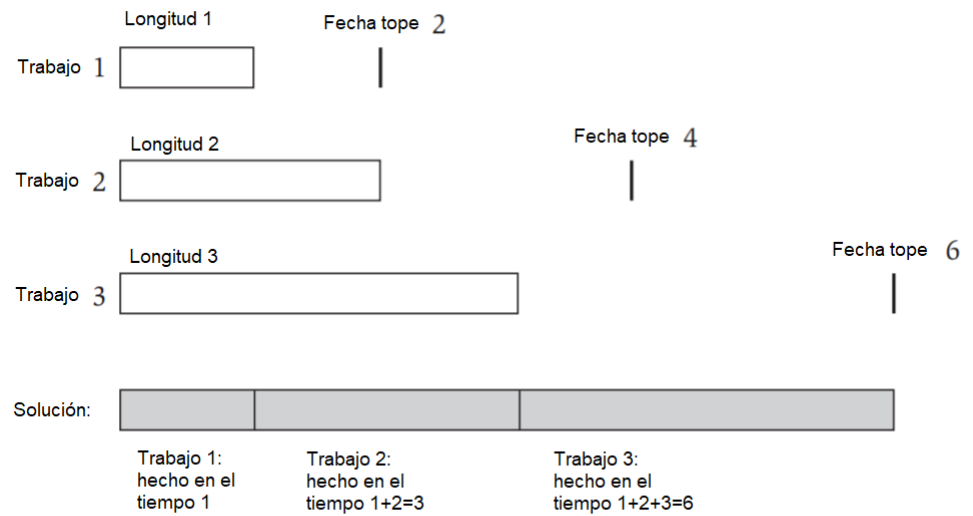 Longitud 1
Fecha tope 2
Trabajo 1
Longitud 2
Fecha tope 4
Trabajo 2
Longitud 3
Fecha tope 6
Trabajo 3
Solución:
Trabajo 1:
hecho en el
tiempo 1
Trabajo 2:
hecho en el
tiempo 1+2=3
Trabajo 3:
hecho en el
tiempo 1+2+3=6